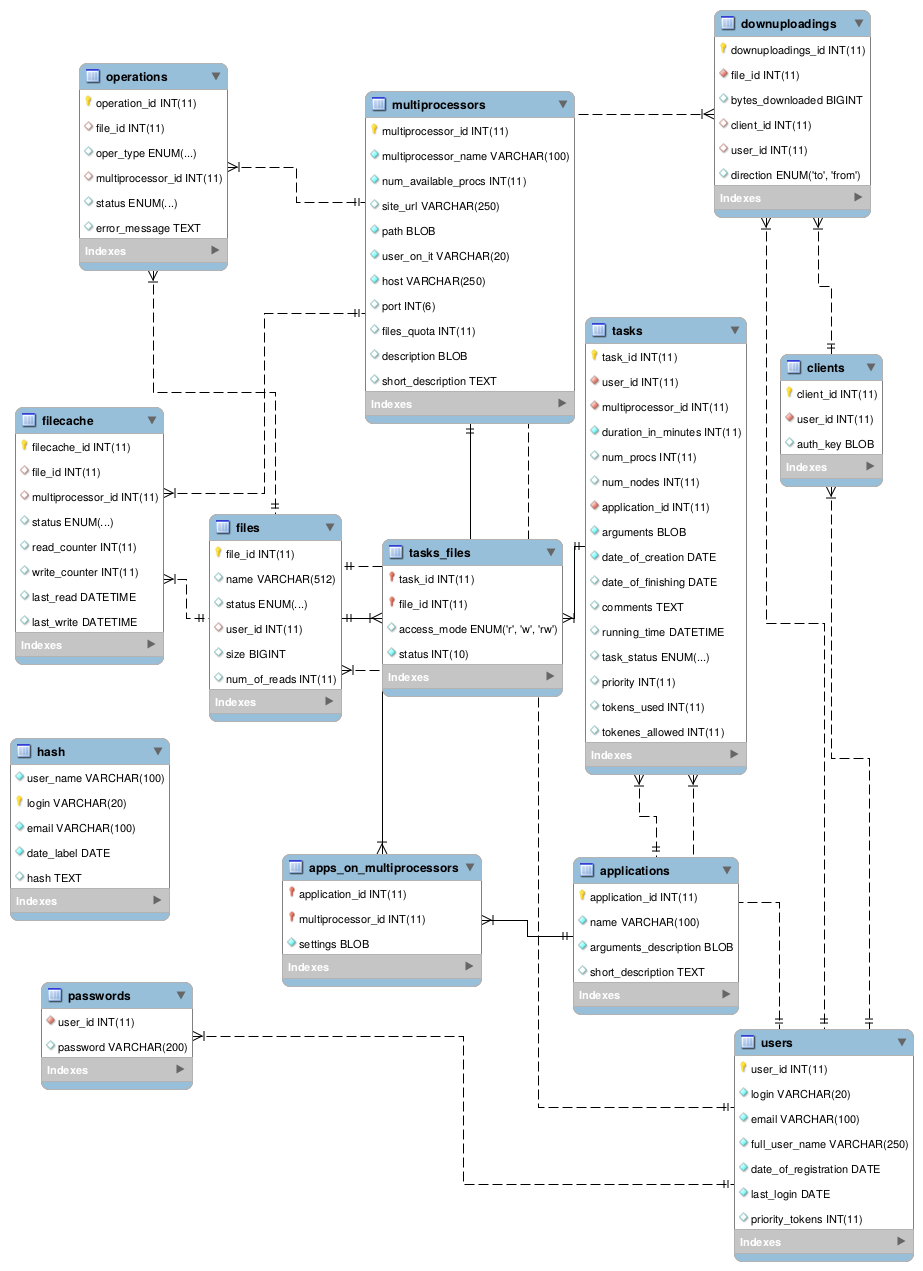 downuploadings
downuploadings_id INT(11)
file_id INT(11)
bytes_downloaded BIGINT
client_id INT(11)
user_id INT(11)
direction ENUM('to', 'from')
Indexes
operations
operation_id INT(11)
file_id INT(11)
oper_type ENUM(...)
multiprocessor_id INT(11)
status ENUM(...)
error_message TEXT
Indexes
multiprocessors
multiprocessor_id INT(11)
multiprocessor_name VARCHAR(100)
num_available_procs INT(11)
site_url VARCHAR(250)
path BLOB
user_on_it VARCHAR(20)
host VARCHAR(250)
port INT(6)
files_quota INT(11)
description BLOB
short_description TEXT
Indexes
tasks
task_id INT(11)
user_id INT(11)
multiprocessor_id INT(11)
duration_in_minutes INT(11)
num_procs INT(11)
num_nodes INT(11)
application_id INT(11)
arguments BLOB
date_of_creation DATE
date_of_finishing DATE
comments TEXT
running_time DATETIME
task_status ENUM(...)
priority INT(11)
tokens_used INT(11)
tokenes_allowed INT(11)
Indexes
clients
client_id INT(11)
user_id INT(11)
auth_key BLOB
Indexes
filecache
filecache_id INT(11)
file_id INT(11)
multiprocessor_id INT(11)
status ENUM(...)
read_counter INT(11)
write_counter INT(11)
last_read DATETIME
last_write DATETIME
Indexes
files
file_id INT(11)
name VARCHAR(512)
status ENUM(...)
user_id INT(11)
size BIGINT
num_of_reads INT(11)
Indexes
tasks_files
task_id INT(11)
file_id INT(11)
access_mode ENUM('r', 'w', 'rw')
status INT(10)
Indexes
hash
user_name VARCHAR(100)
login VARCHAR(20)
email VARCHAR(100)
date_label DATE
hash TEXT
Indexes
apps_on_multiprocessors
application_id INT(11)
multiprocessor_id INT(11)
settings BLOB
Indexes
applications
application_id INT(11)
name VARCHAR(100)
arguments_description BLOB
short_description TEXT
Indexes
passwords
user_id INT(11)
password VARCHAR(200)
Indexes
users
user_id INT(11)
login VARCHAR(20)
email VARCHAR(100)
full_user_name VARCHAR(250)
date_of_registration DATE
last_login DATE
priority_tokens INT(11)
Indexes